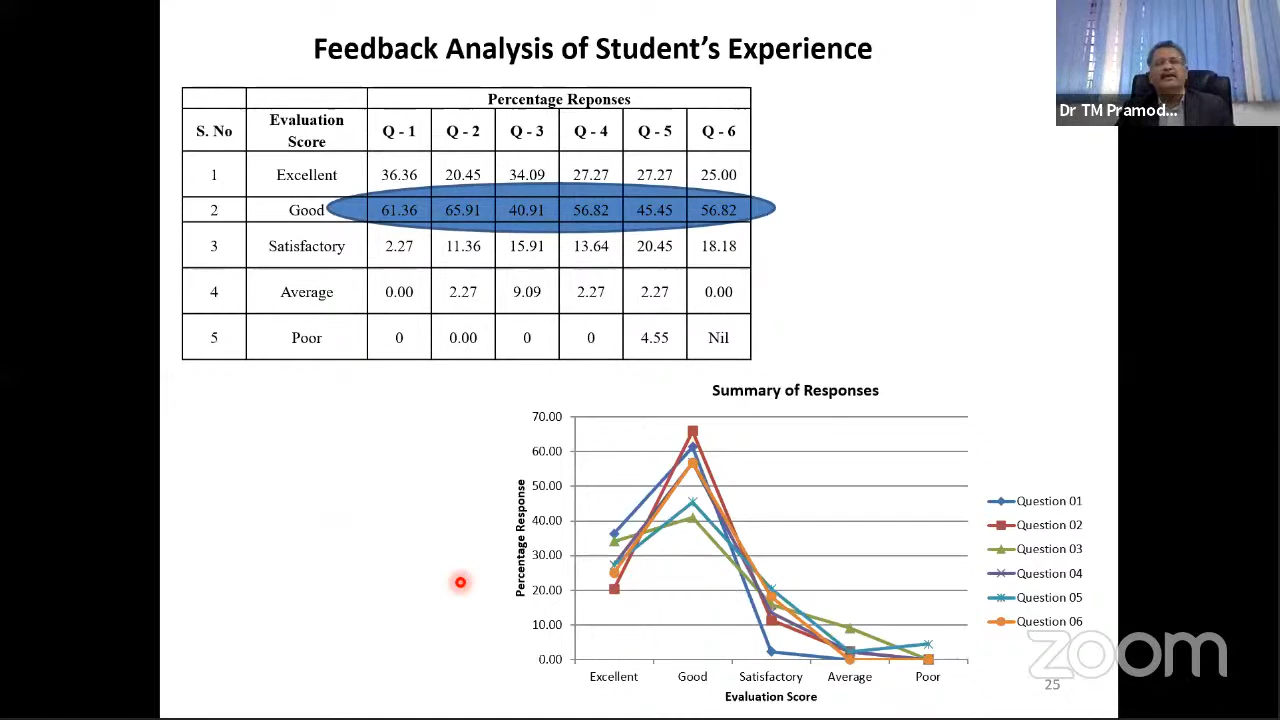 Feedback Analysis of Student's Experience
Dr TM Pramod...
Percentage Reponses
S. No Evaluation Score Q - 1 Q - 2 Q - 3 Q - 4 Q - 5 Q - 6
1 Excellent 36.36 20.45 34.09 27.27 27.27 25.00
2 Good 61.36 65.91 40.91 56.82 45.45 56.82
3 Satisfactory 2.27 11.36 15.91 13.64 20.45 18.18
4 Average 0.00 2.27 9.09 2.27 2.27 0.00
5 Poor 0 0.00 0 0 4.55 Nil
Summary of Responses
70.00
60.00
50.00
40.00
30.00
20.00
10.00
0.00
Percentage Response
Excellent Good Satisfactory Average Poor
Evaluation Score
Question 01
Question 02
Question 03
Question 04
Question 05
Question 06
zoom
25